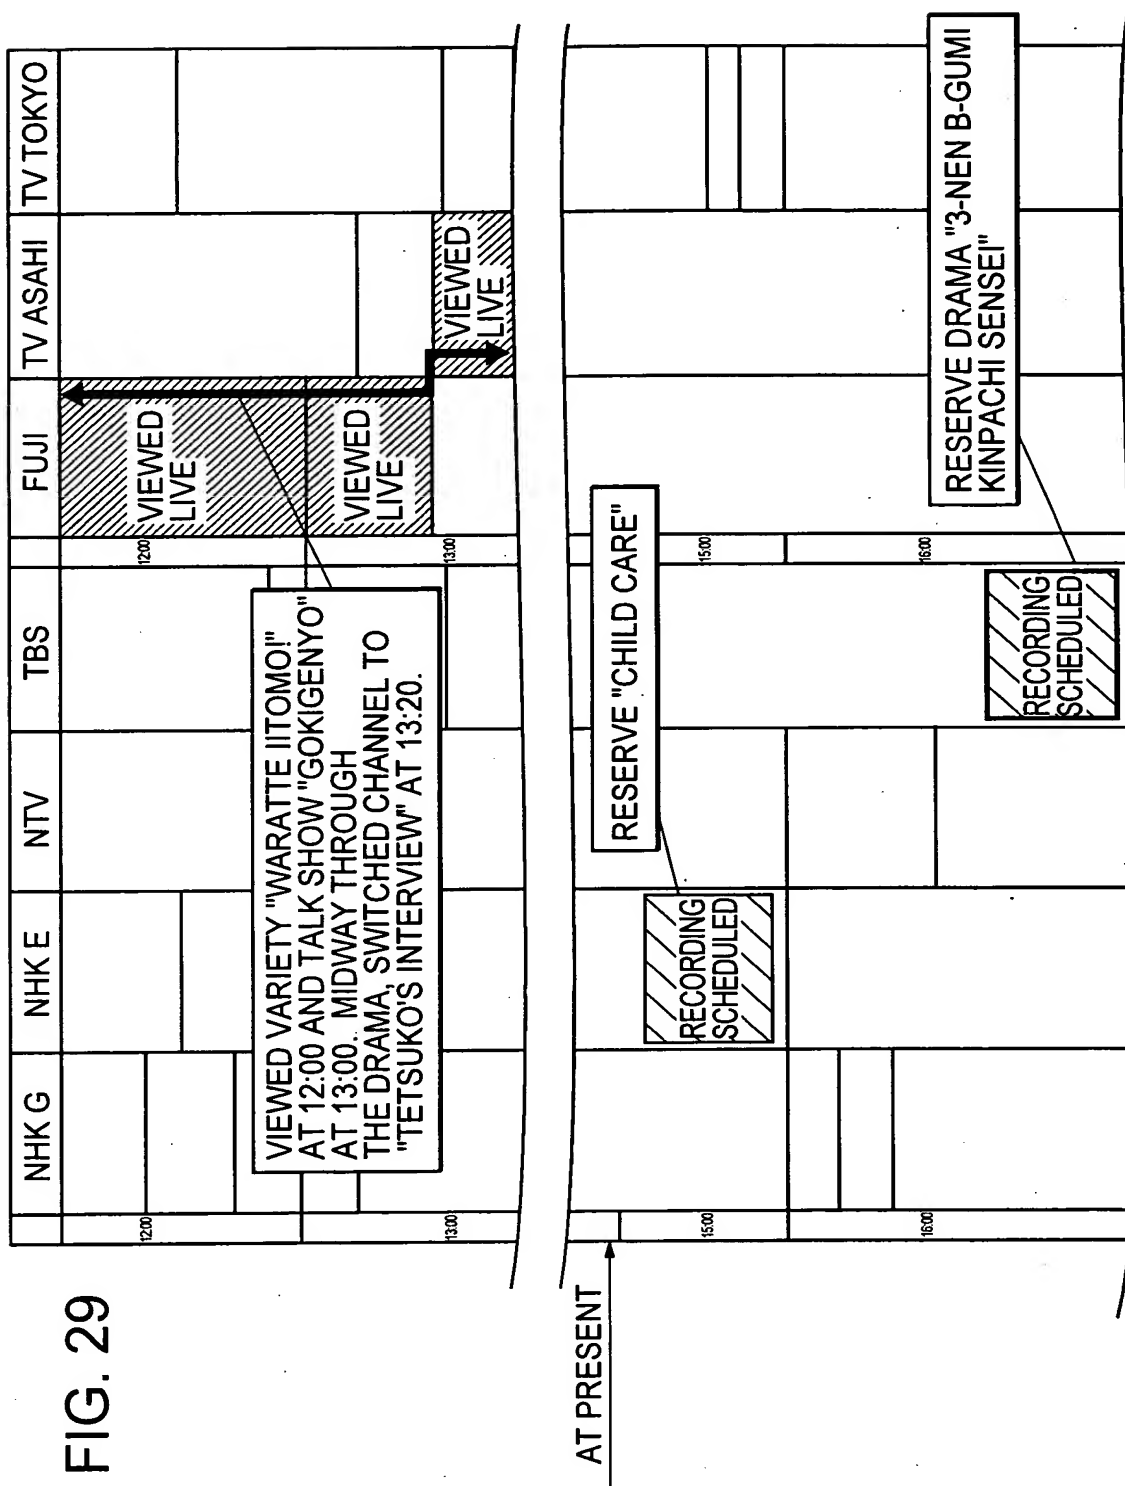 FIG. 29
NHK G
NHK E
NTV
TBS
FUJI
TV ASAHI
TV TOKYO
12:00
12:00
VIEWED
LIVE
VIEWED
LIVE
VIEWED
LIVE
13:00
13:00
VIEWED VARIETY "WARATTE IITOMO!"
AT 12:00 AND TALK SHOW "GOKIGENYO"
AT 13:00. MIDWAY THROUGH
THE DRAMA, SWITCHED CHANNEL TO
"TETSUKO'S INTERVIEW" AT 13:20.
AT PRESENT
RESERVE "CHILD CARE"
15:00
15:00
RECORDING
SCHEDULED
16:00
16:00
RESERVE DRAMA "3-NEN B-GUMI
KINPACHI SENSEI"
RECORDING
SCHEDULED